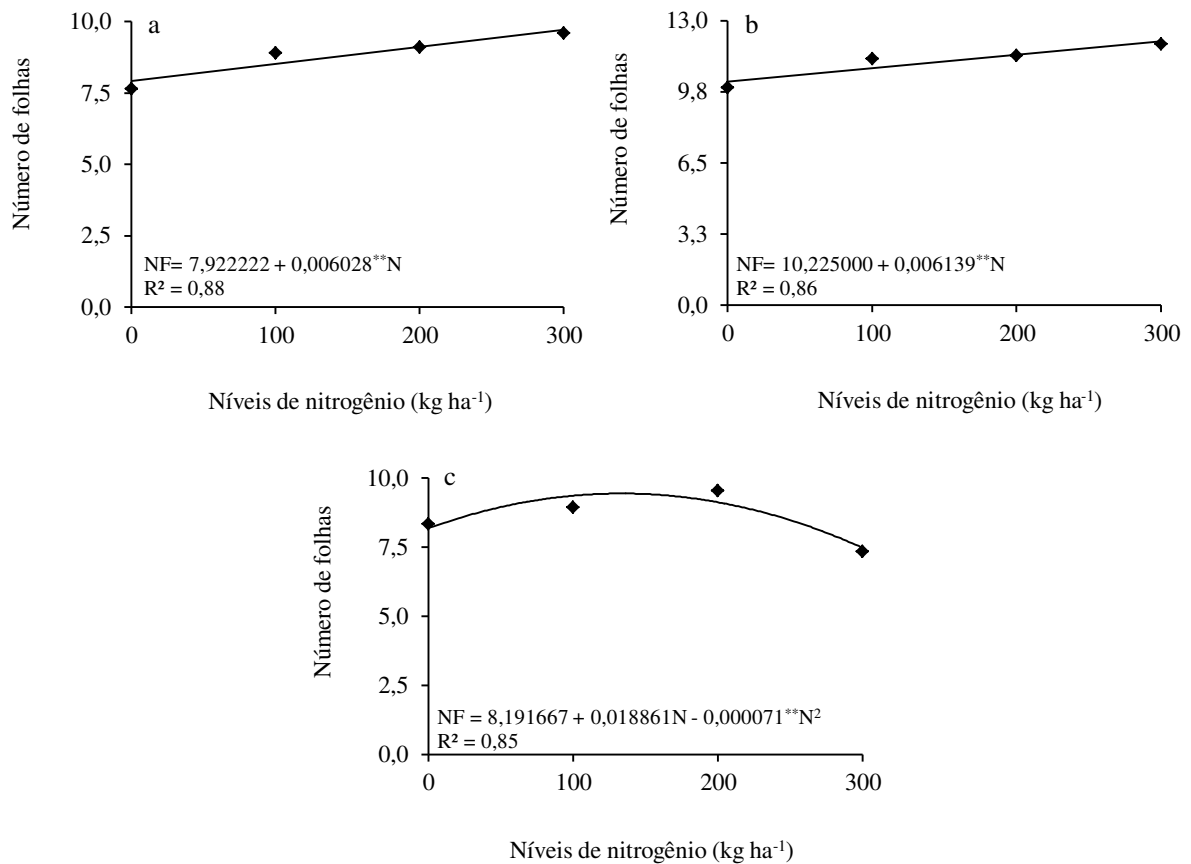 a
Número de folhas
10,0
7,5
5,0
2,5
0,0
NF= 7,922222 + 0,006028**N
R² = 0,88
0 100 200 300
Níveis de nitrogênio (kg ha-1)
b
Número de folhas
13,0
9,8
6,5
3,3
0,0
NF= 10,225000 + 0,006139**N
R² = 0,86
0 100 200 300
Níveis de nitrogênio (kg ha-1)
c
Número de folhas
10,0
7,5
5,0
2,5
0,0
NF = 8,191667 + 0,018861N - 0,000071**N2
R² = 0,85
0 100 200 300
Níveis de nitrogênio (kg ha-1)